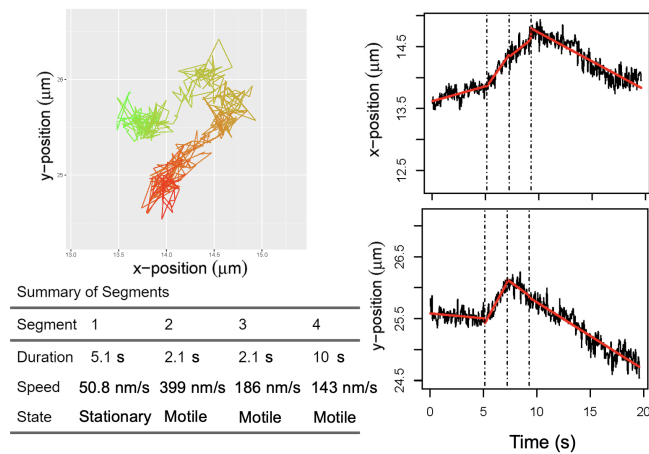 y-position (μm)
26
25
13.0 13.5 14.0 14.5 15.0
x-position (μm)
Summary of Segments
Segment 1 2 3 4
Duration 5.1 s 2.1 s 2.1 s 10 s
Speed 50.8 nm/s 399 nm/s 186 nm/s 143 nm/s
State Stationary Motile Motile Motile
x-position (μm)
14.5
13.5
12.5
y-position (μm)
26.5
25.5
24.5
0 5 10 15 20
Time (s)